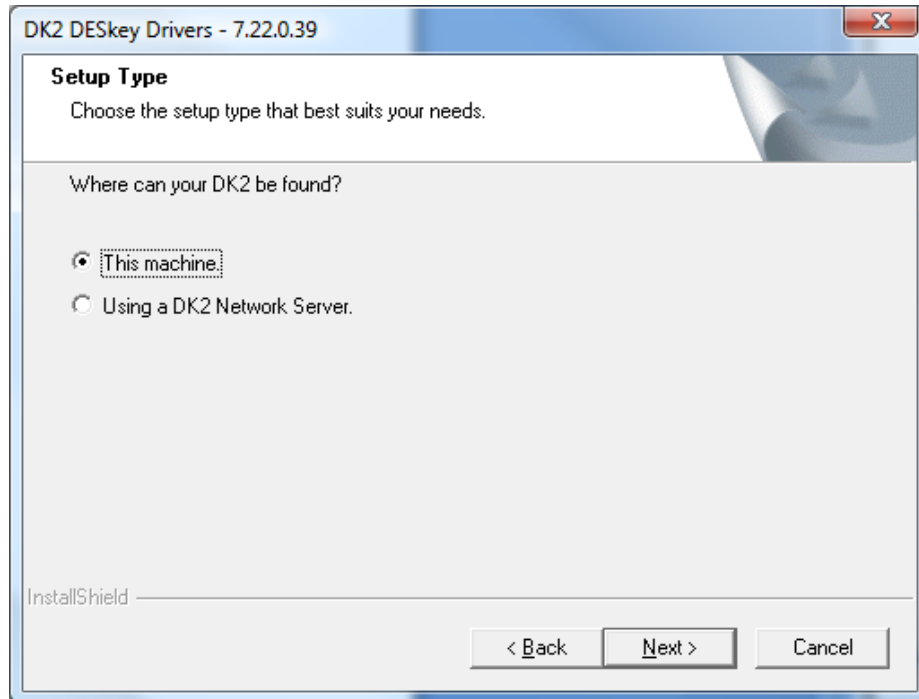 DK2 DESkey Drivers - 7.22.0.39
X
Setup Type
Choose the setup type that best suits your needs.
Where can your DK2 be found?
This machine.
Using a DK2 Network Server.
InstallShield
< Back
Next >
Cancel